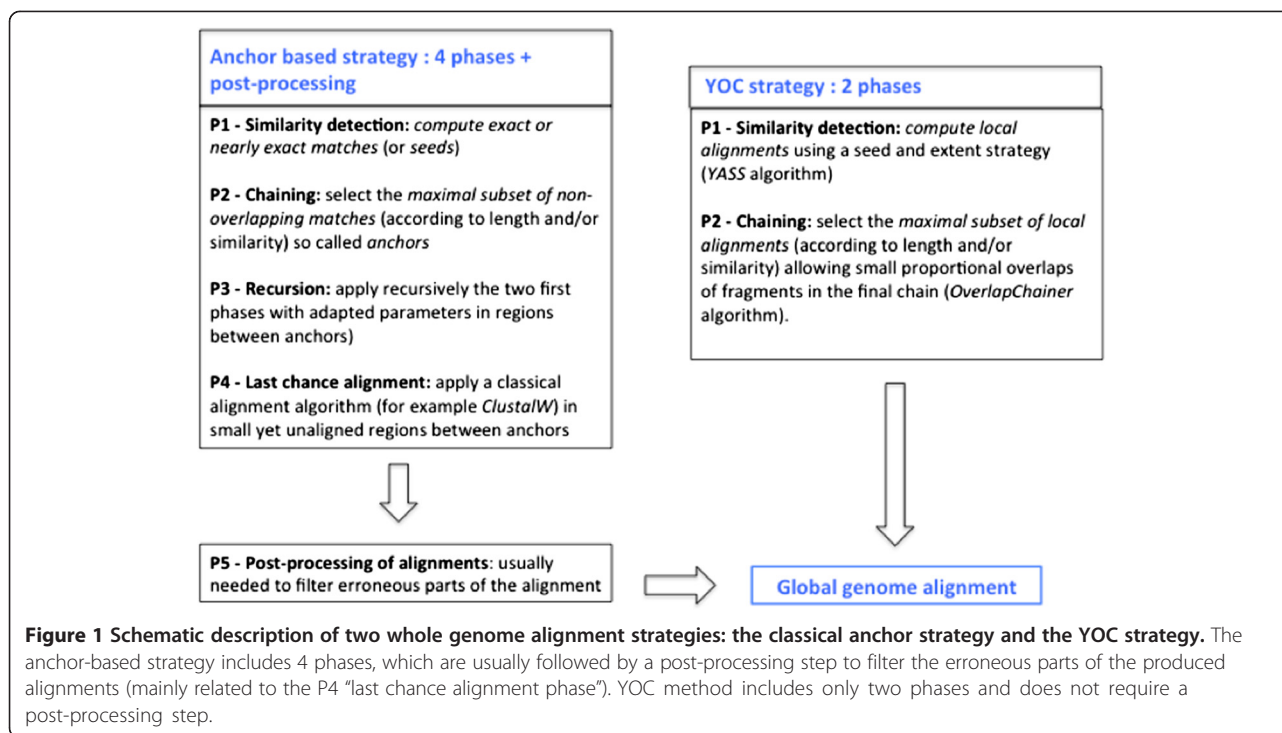 Anchor based strategy : 4 phases +
post-processing
P1 - Similarity detection: compute exact or
nearly exact matches (or seeds)
P2 - Chaining: select the maximal subset of non-
overlapping matches (according to length and/or
similarity) so called anchors
P3 - Recursion: apply recursively the two first
phases with adapted parameters in regions
between anchors)
P4 - Last chance alignment: apply a classical
alignment algorithm (for example ClustalW) in
small yet unaligned regions between anchors
P5 - Post-processing of alignments: usually
needed to filter erroneous parts of the alignment
YOC strategy : 2 phases
P1 - Similarity detection: compute local
alignments using a seed and extent strategy
(YASS algorithm)
P2 - Chaining: select the maximal subset of local
alignments (according to length and/or
similarity) allowing small proportional overlaps
of fragments in the final chain (OverlapChainer
algorithm).
Global genome alignment
Figure 1 Schematic description of two whole genome alignment strategies: the classical anchor strategy and the YOC strategy. The
anchor-based strategy includes 4 phases, which are usually followed by a post-processing step to filter the erroneous parts of the produced
alignments (mainly related to the P4 “last chance alignment phase”). YOC method includes only two phases and does not require a
post-processing step.